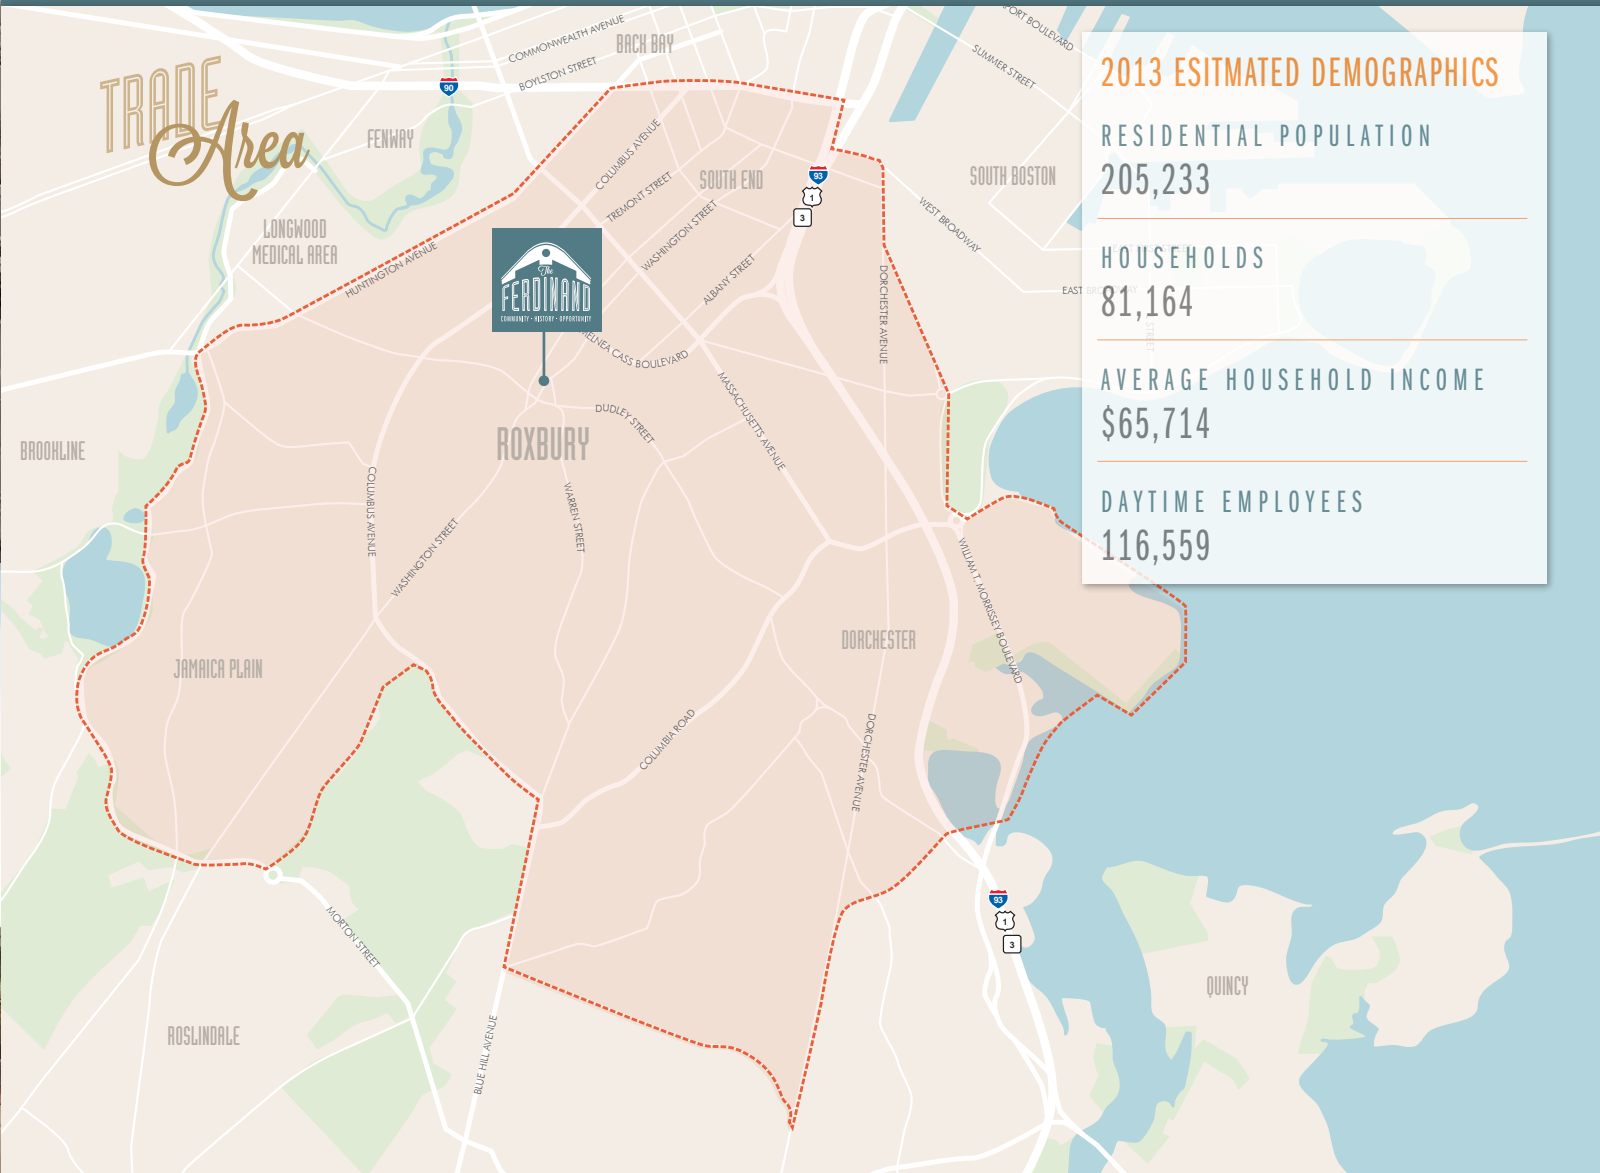 TRADE
Area
2013 ESITMATED DEMOGRAPHICS
RESIDENTIAL POPULATION
205,233
HOUSEHOLDS
81,164
AVERAGE HOUSEHOLD INCOME
$65,714
DAYTIME EMPLOYEES
116,559
COMMONWEALTH AVENUE
BACK BAY
BOYLSTON STREET
PORT BOULEVARD
SUMMER STREET
90
FENWAY
COLUMBUS AVENUE
TREMONT STREET
SOUTH END
WASHINGTON STREET
93
1
3
SOUTH BOSTON
WEST BROADWAY
EAST BROADWAY
STREET
LONGWOOD
MEDICAL AREA
HUNTINGTON AVENUE
ALBANY STREET
DORCHESTER AVENUE
The
FERDINAND
COMMUNITY • HISTORY • OPPORTUNITY
MELNEA CASS BOULEVARD
MASSACHUSETTS AVENUE
DUDLEY STREET
ROXBURY
BROOKLINE
COLUMBUS AVENUE
WASHINGTON STREET
WARREN STREET
WILLIAM T. MORRISSEY BOULEVARD
DORCHESTER
JAMAICA PLAIN
COLUMBIA ROAD
DORCHESTER AVENUE
MORTON STREET
93
1
3
QUINCY
ROSLINDALE
BLUE HILL AVENUE